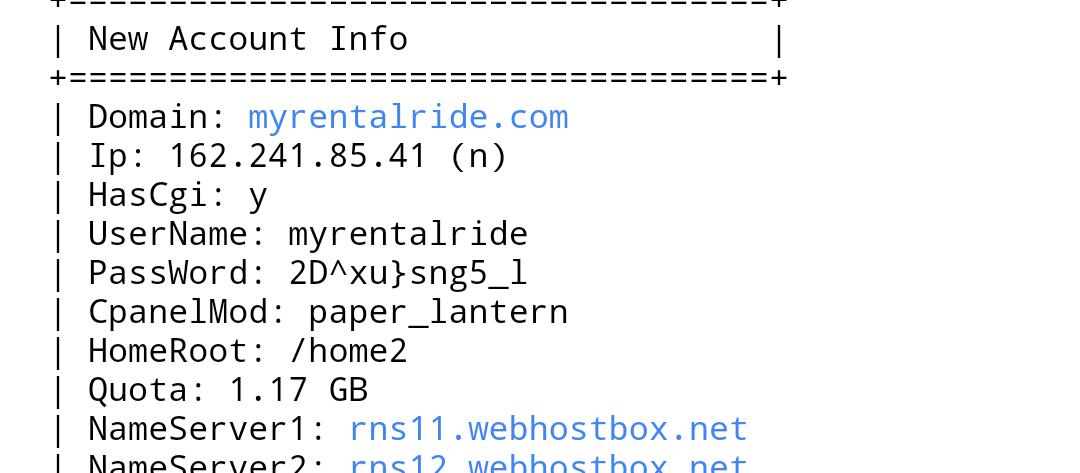 +===================================+
| New Account Info                  |
+===================================+
| Domain: myrentalride.com
| Ip: 162.241.85.41 (n)
| HasCgi: y
| UserName: myrentalride
| PassWord: 2D^xu}sng5_l
| CpanelMod: paper_lantern
| HomeRoot: /home2
| Quota: 1.17 GB
| NameServer1: rns11.webhostbox.net
| NameServer2: rns12.webhostbox.net